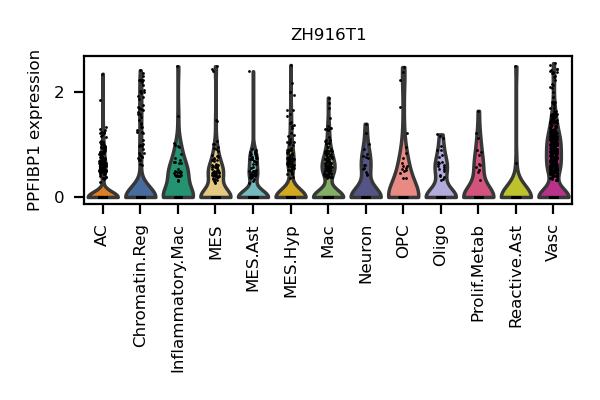 ZH916T1
PPFIBP1 expression
2
0
AC
Chromatin.Reg
Inflammatory.Mac
MES
MES.Ast
MES.Hyp
Mac
Neuron
OPC
Oligo
Prolif.Metab
Reactive.Ast
Vasc